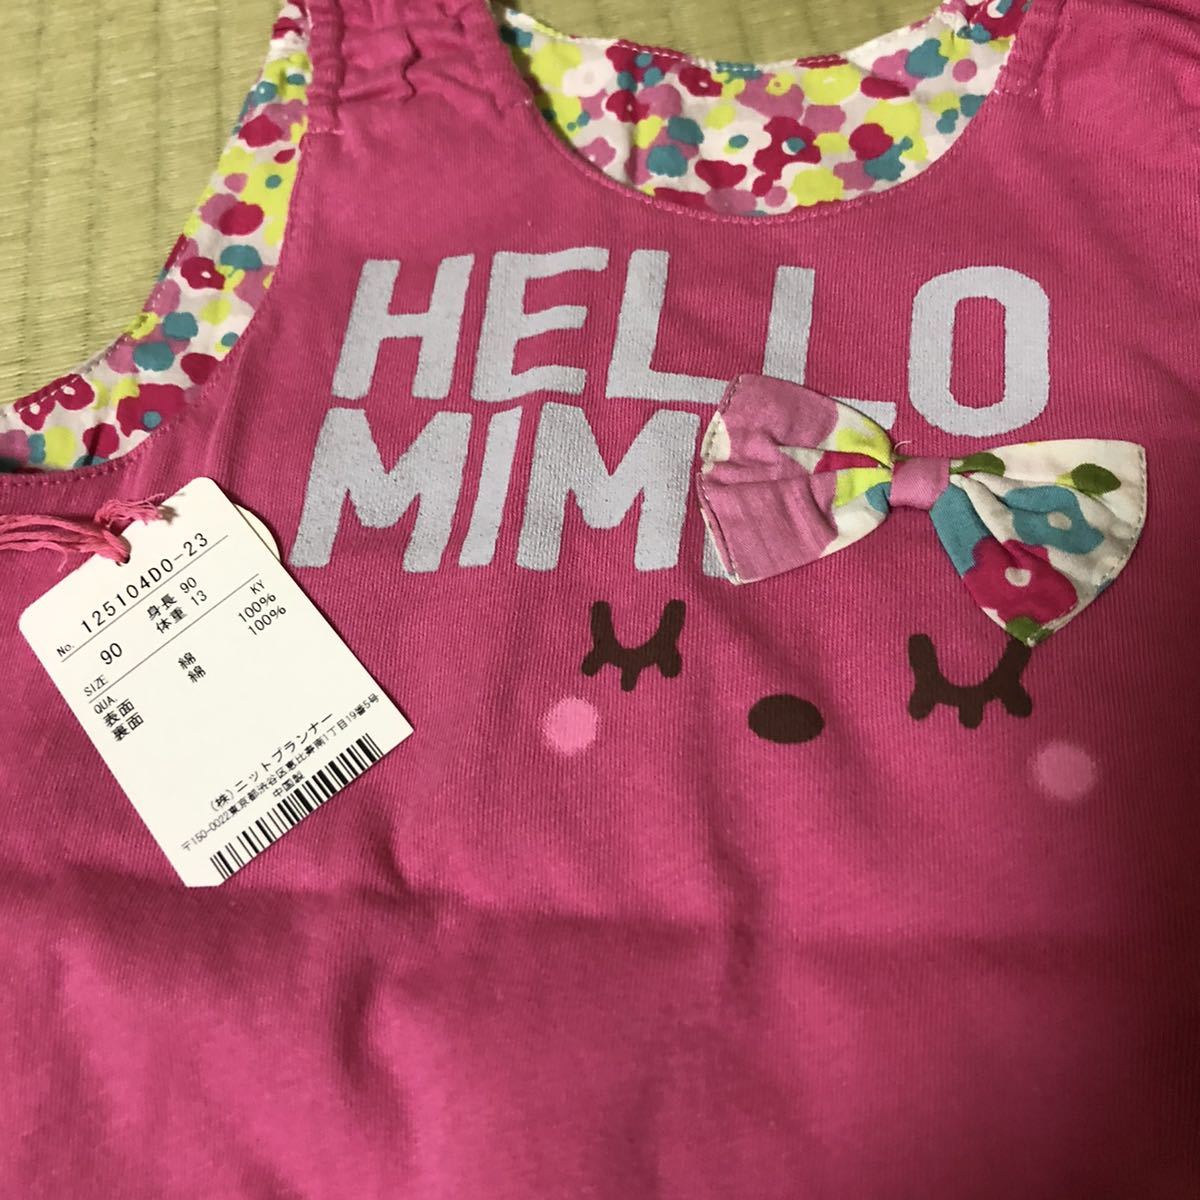 HELLO
MIM
No. 125104D0-23
身長 90
SIZE 90 体重 13
QUA. KY
表面 綿 100%
裏面 綿 100%
(株)ニットプランナー
〒150-0022東京都渋谷区恵比寿南1丁目19番5号
中国製